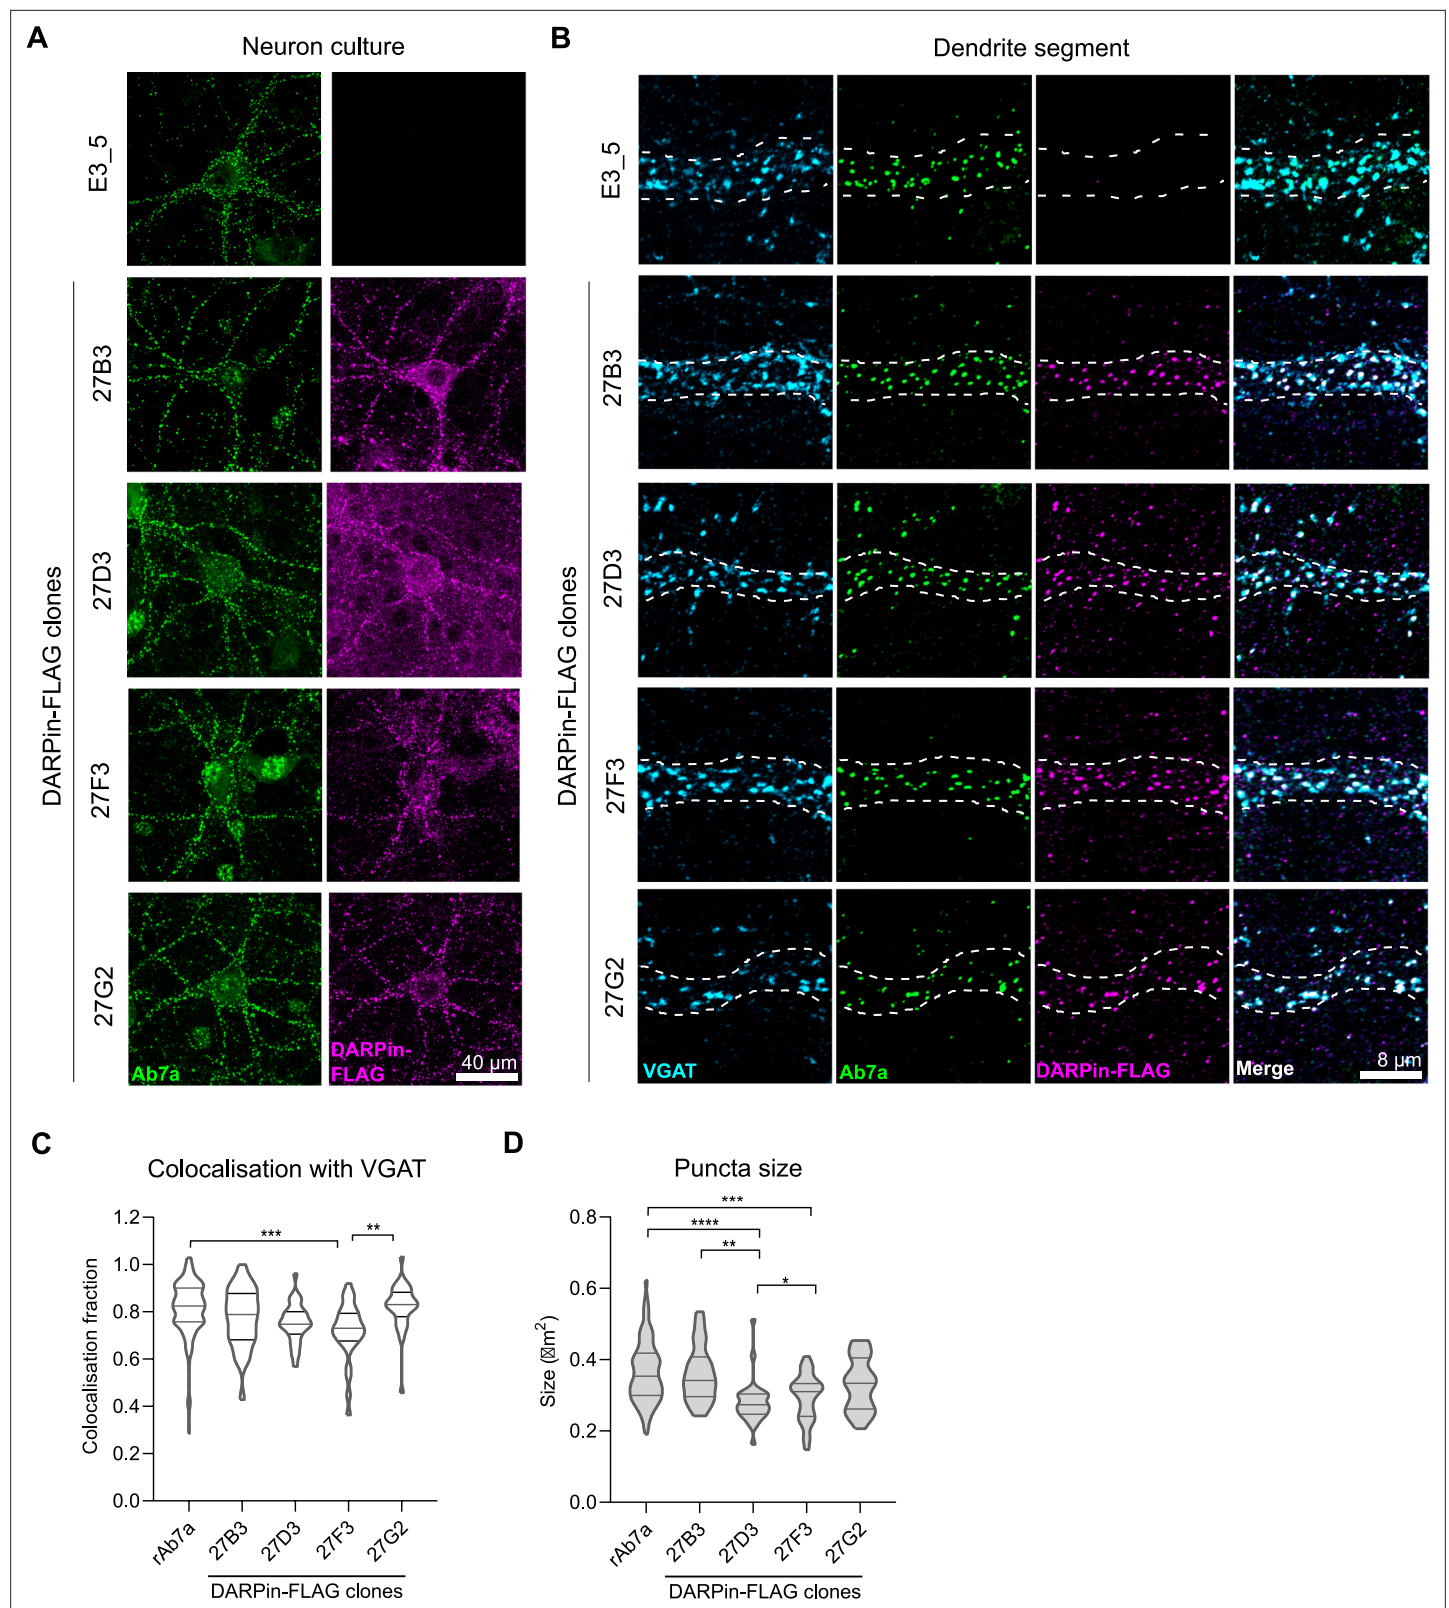 A
Neuron culture
B
Dendrite segment
E3_5
E3_5
DARPin-FLAG clones
27B3
27D3
27F3
27G2
DARPin-FLAG clones
27B3
27D3
27F3
27G2
Ab7a
DARPin-
FLAG
40 µm
VGAT
Ab7a
DARPin-FLAG
Merge
8 µm
C
Colocalisation with VGAT
Colocalisation fraction
1.2
1.0
0.8
0.6
0.4
0.2
0.0
***
**
rAb7a
27B3
27D3
27F3
27G2
DARPin-FLAG clones
D
Puncta size
Size (□m²)
0.8
0.6
0.4
0.2
0.0
***
****
**
*
rAb7a
27B3
27D3
27F3
27G2
DARPin-FLAG clones